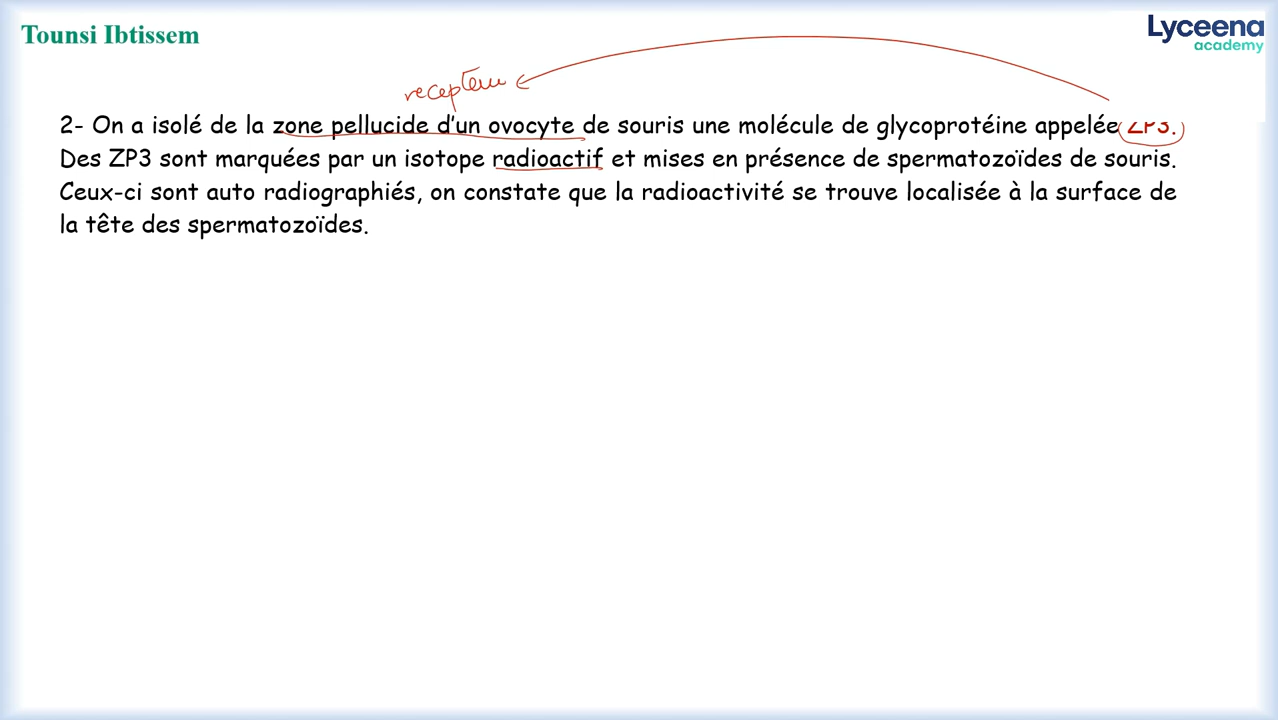 Tounsi Ibtissem
Lyceena
academy
recepteur
2- On a isolé de la zone pellucide d'un ovocyte de souris une molécule de glycoprotéine appelée ZP3.
Des ZP3 sont marquées par un isotope radioactif et mises en présence de spermatozoïdes de souris.
Ceux-ci sont auto radiographiés, on constate que la radioactivité se trouve localisée à la surface de
la tête des spermatozoïdes.